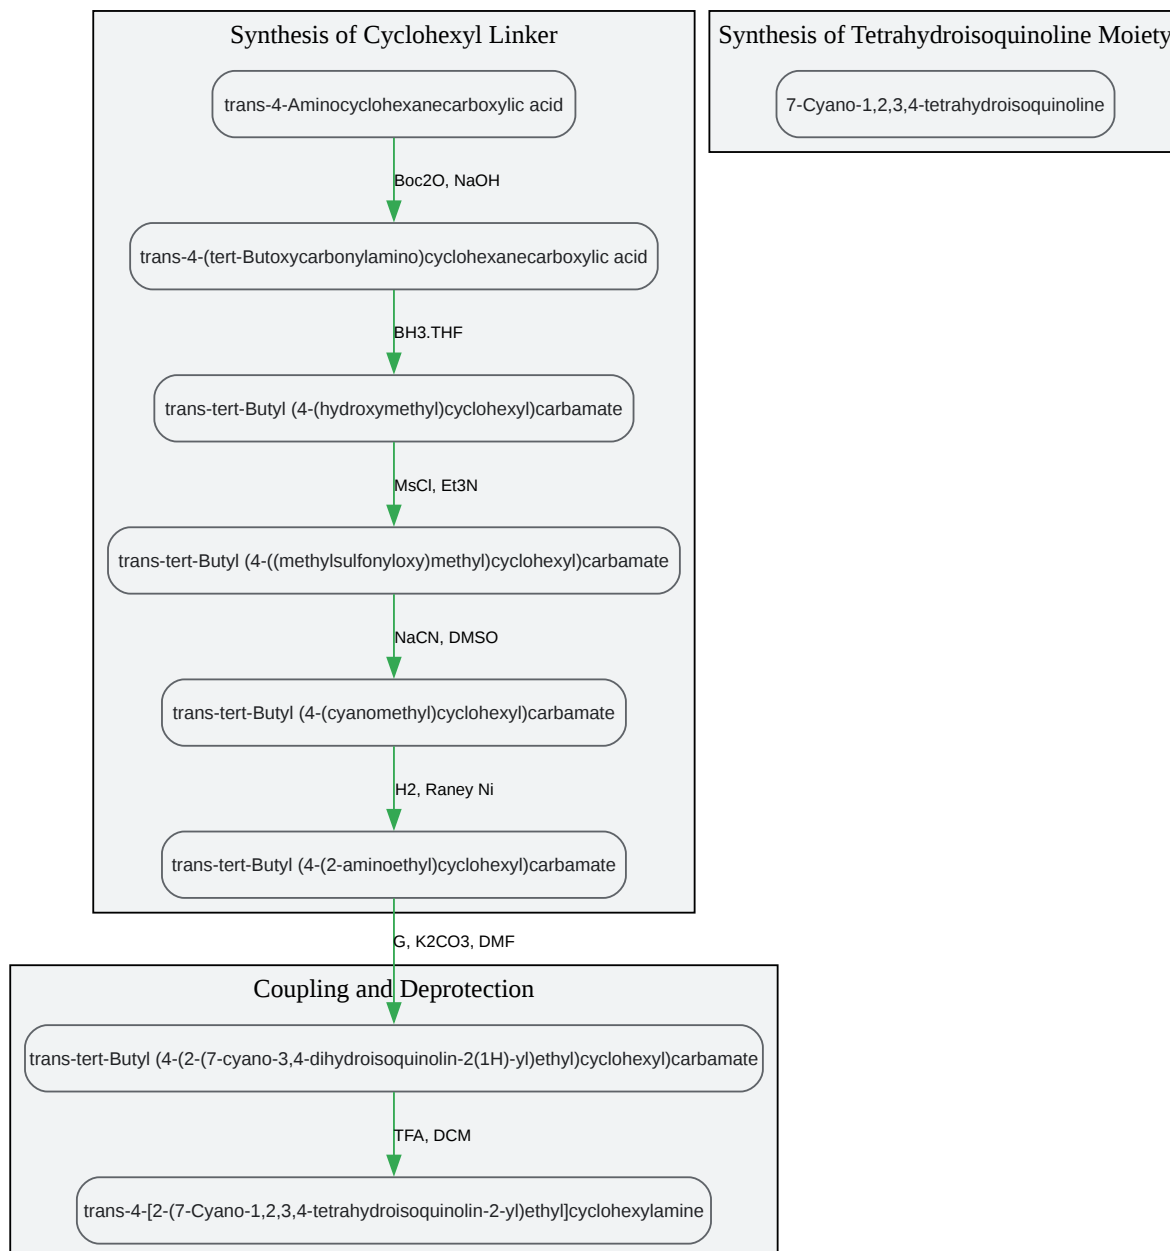 Synthesis of Cyclohexyl Linker
trans-4-Aminocyclohexanecarboxylic acid
Boc2O, NaOH
trans-4-(tert-Butoxycarbonylamino)cyclohexanecarboxylic acid
BH3.THF
trans-tert-Butyl (4-(hydroxymethyl)cyclohexyl)carbamate
MsCl, Et3N
trans-tert-Butyl (4-((methylsulfonyloxy)methyl)cyclohexyl)carbamate
NaCN, DMSO
trans-tert-Butyl (4-(cyanomethyl)cyclohexyl)carbamate
H2, Raney Ni
trans-tert-Butyl (4-(2-aminoethyl)cyclohexyl)carbamate
G, K2CO3, DMF
Synthesis of Tetrahydroisoquinoline Moiety
7-Cyano-1,2,3,4-tetrahydroisoquinoline
Coupling and Deprotection
trans-tert-Butyl (4-(2-(7-cyano-3,4-dihydroisoquinolin-2(1H)-yl)ethyl)cyclohexyl)carbamate
TFA, DCM
trans-4-[2-(7-Cyano-1,2,3,4-tetrahydroisoquinolin-2-yl)ethyl]cyclohexylamine